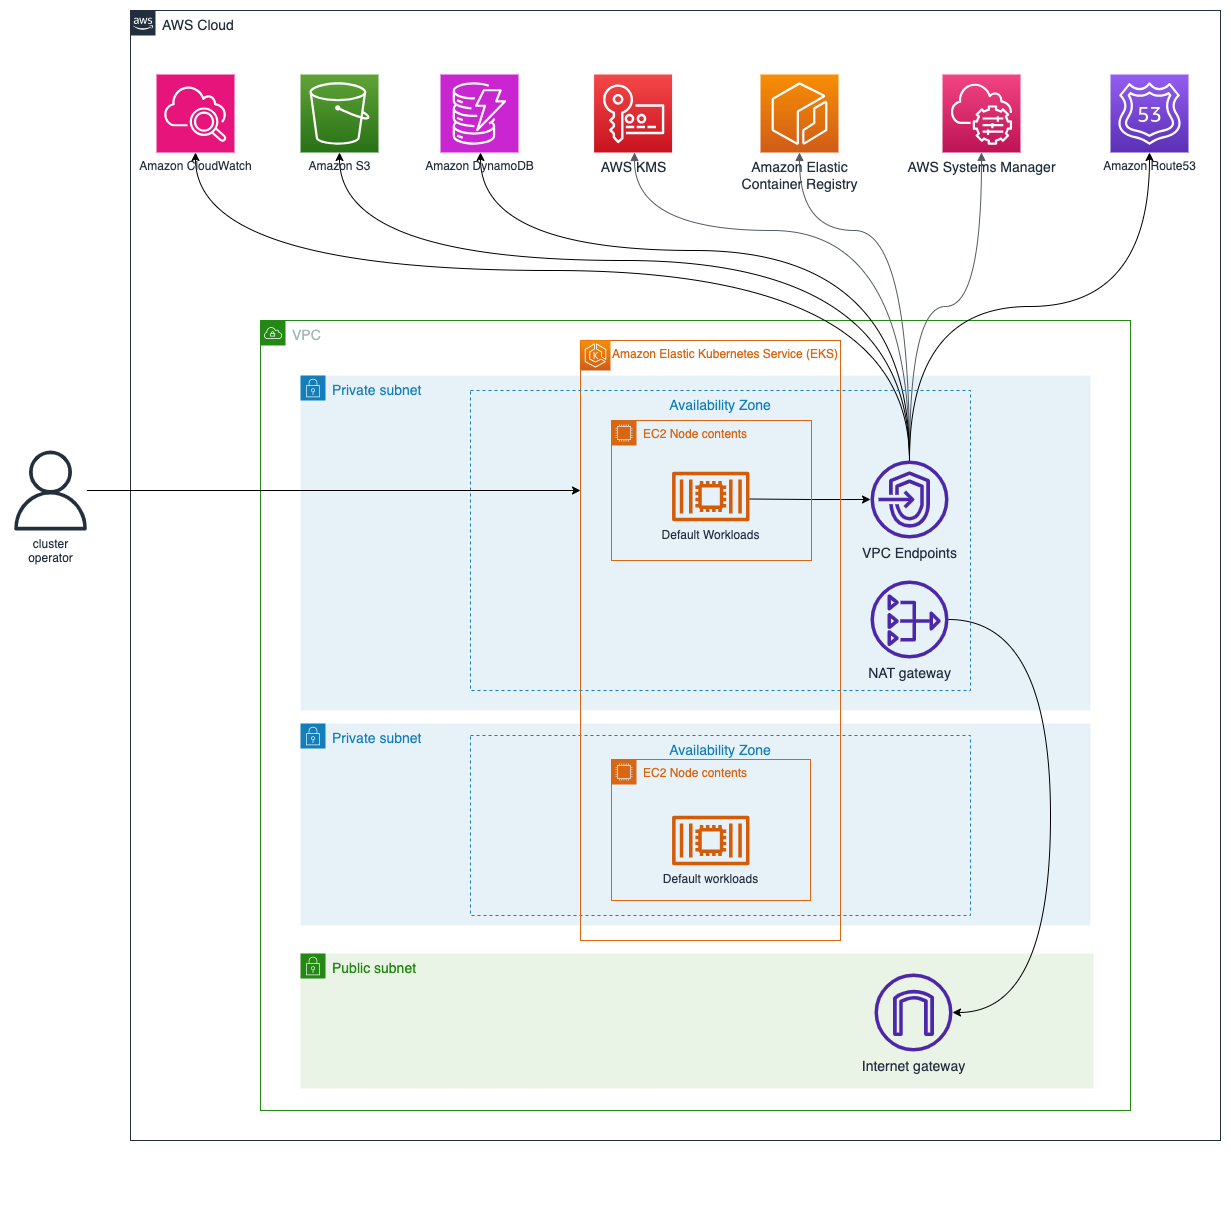 aws
AWS Cloud
Amazon CloudWatch
Amazon S3
Amazon DynamoDB
AWS KMS
Amazon Elastic
Container Registry
AWS Systems Manager
53
Amazon Route53
VPC
K
Amazon Elastic Kubernetes Service (EKS)
Private subnet
Availability Zone
EC2 Node contents
Default Workloads
VPC Endpoints
NAT gateway
cluster
operator
Private subnet
Availability Zone
EC2 Node contents
Default workloads
Public subnet
Internet gateway